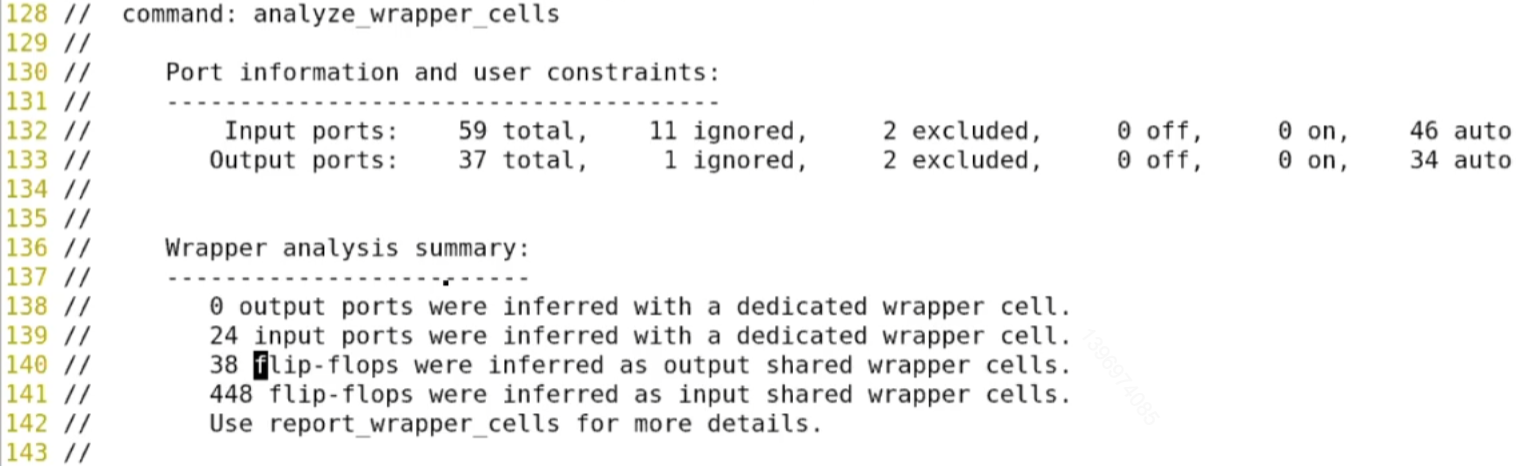 128 //  command: analyze_wrapper_cells
129 //
130 //     Port information and user constraints:
131 //     --------------------------------------
132 //         Input ports:    59 total,    11 ignored,     2 excluded,     0 off,     0 on,    46 auto
133 //        Output ports:    37 total,     1 ignored,     2 excluded,     0 off,     0 on,    34 auto
134 //
135 //
136 //     Wrapper analysis summary:
137 //     -------------------------
138 //        0 output ports were inferred with a dedicated wrapper cell.
139 //        24 input ports were inferred with a dedicated wrapper cell.
140 //        38 flip-flops were inferred as output shared wrapper cells.
141 //        448 flip-flops were inferred as input shared wrapper cells.
142 //        Use report_wrapper_cells for more details.
143 //